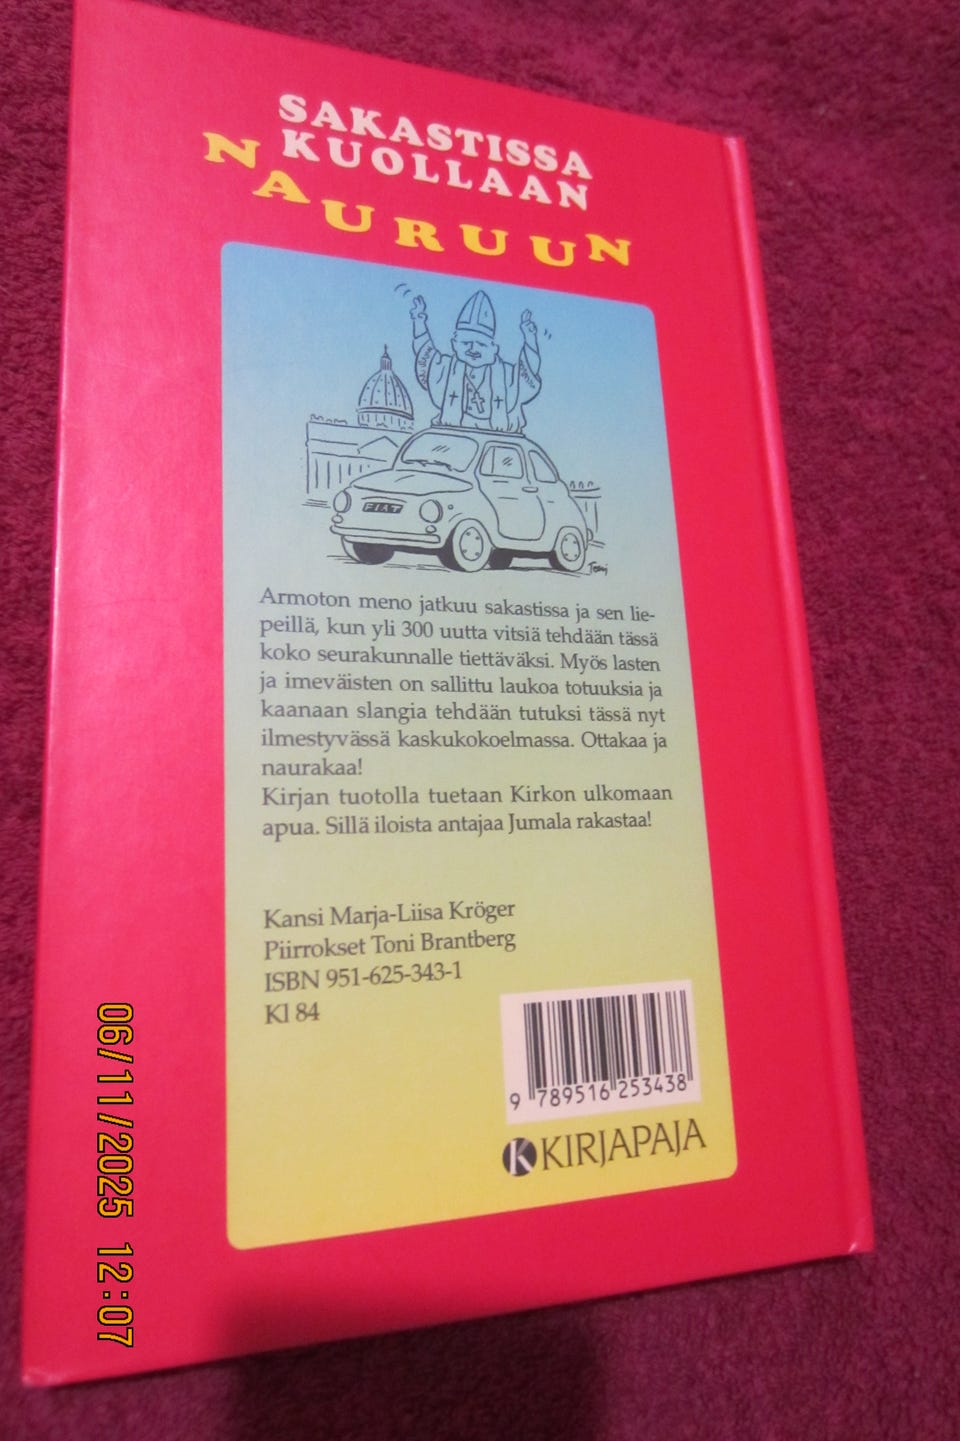 SAKASTISSA
KUOLLAAN
NAURUUN
FIAT
Toni
Armoton meno jatkuu sakastissa ja sen lie-
peillä, kun yli 300 uutta vitsiä tehdään tässä
koko seurakunnalle tiettäväksi. Myös lasten
ja imeväisten on sallittu laukoa totuuksia ja
kaanaan slangia tehdään tutuksi tässä nyt
ilmestyvässä kaskukokoelmassa. Ottakaa ja
naurakaa!
Kirjan tuotolla tuetaan Kirkon ulkomaan
apua. Sillä iloista antajaa Jumala rakastaa!
Kansi Marja-Liisa Kröger
Piirrokset Toni Brantberg
ISBN 951-625-343-1
Kl 84
9 789516 253438
K KIRJAPAJA
06/11/2025 12:07